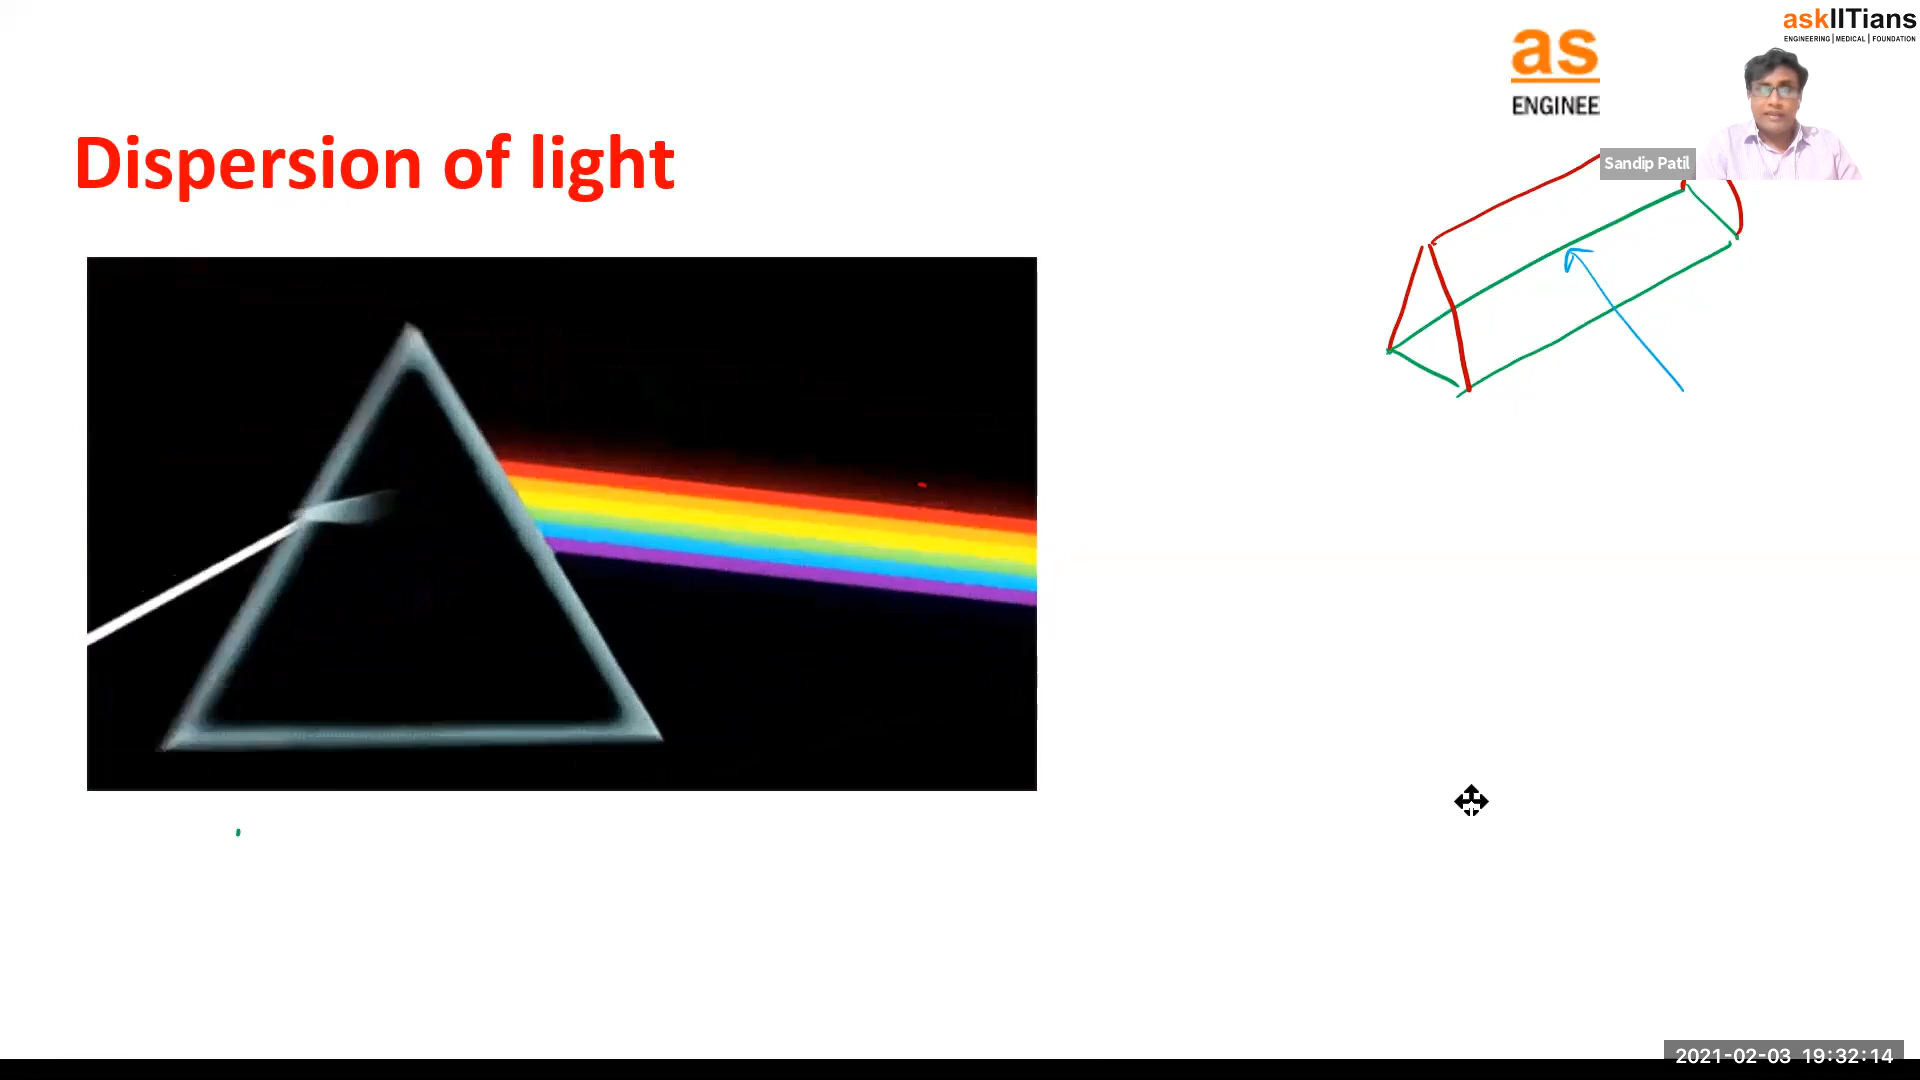 askIITians
ENGINEERING | MEDICAL | FOUNDATION
as
ENGINEE
Sandip Patil
Dispersion of light
2021-02-03 19:32:14